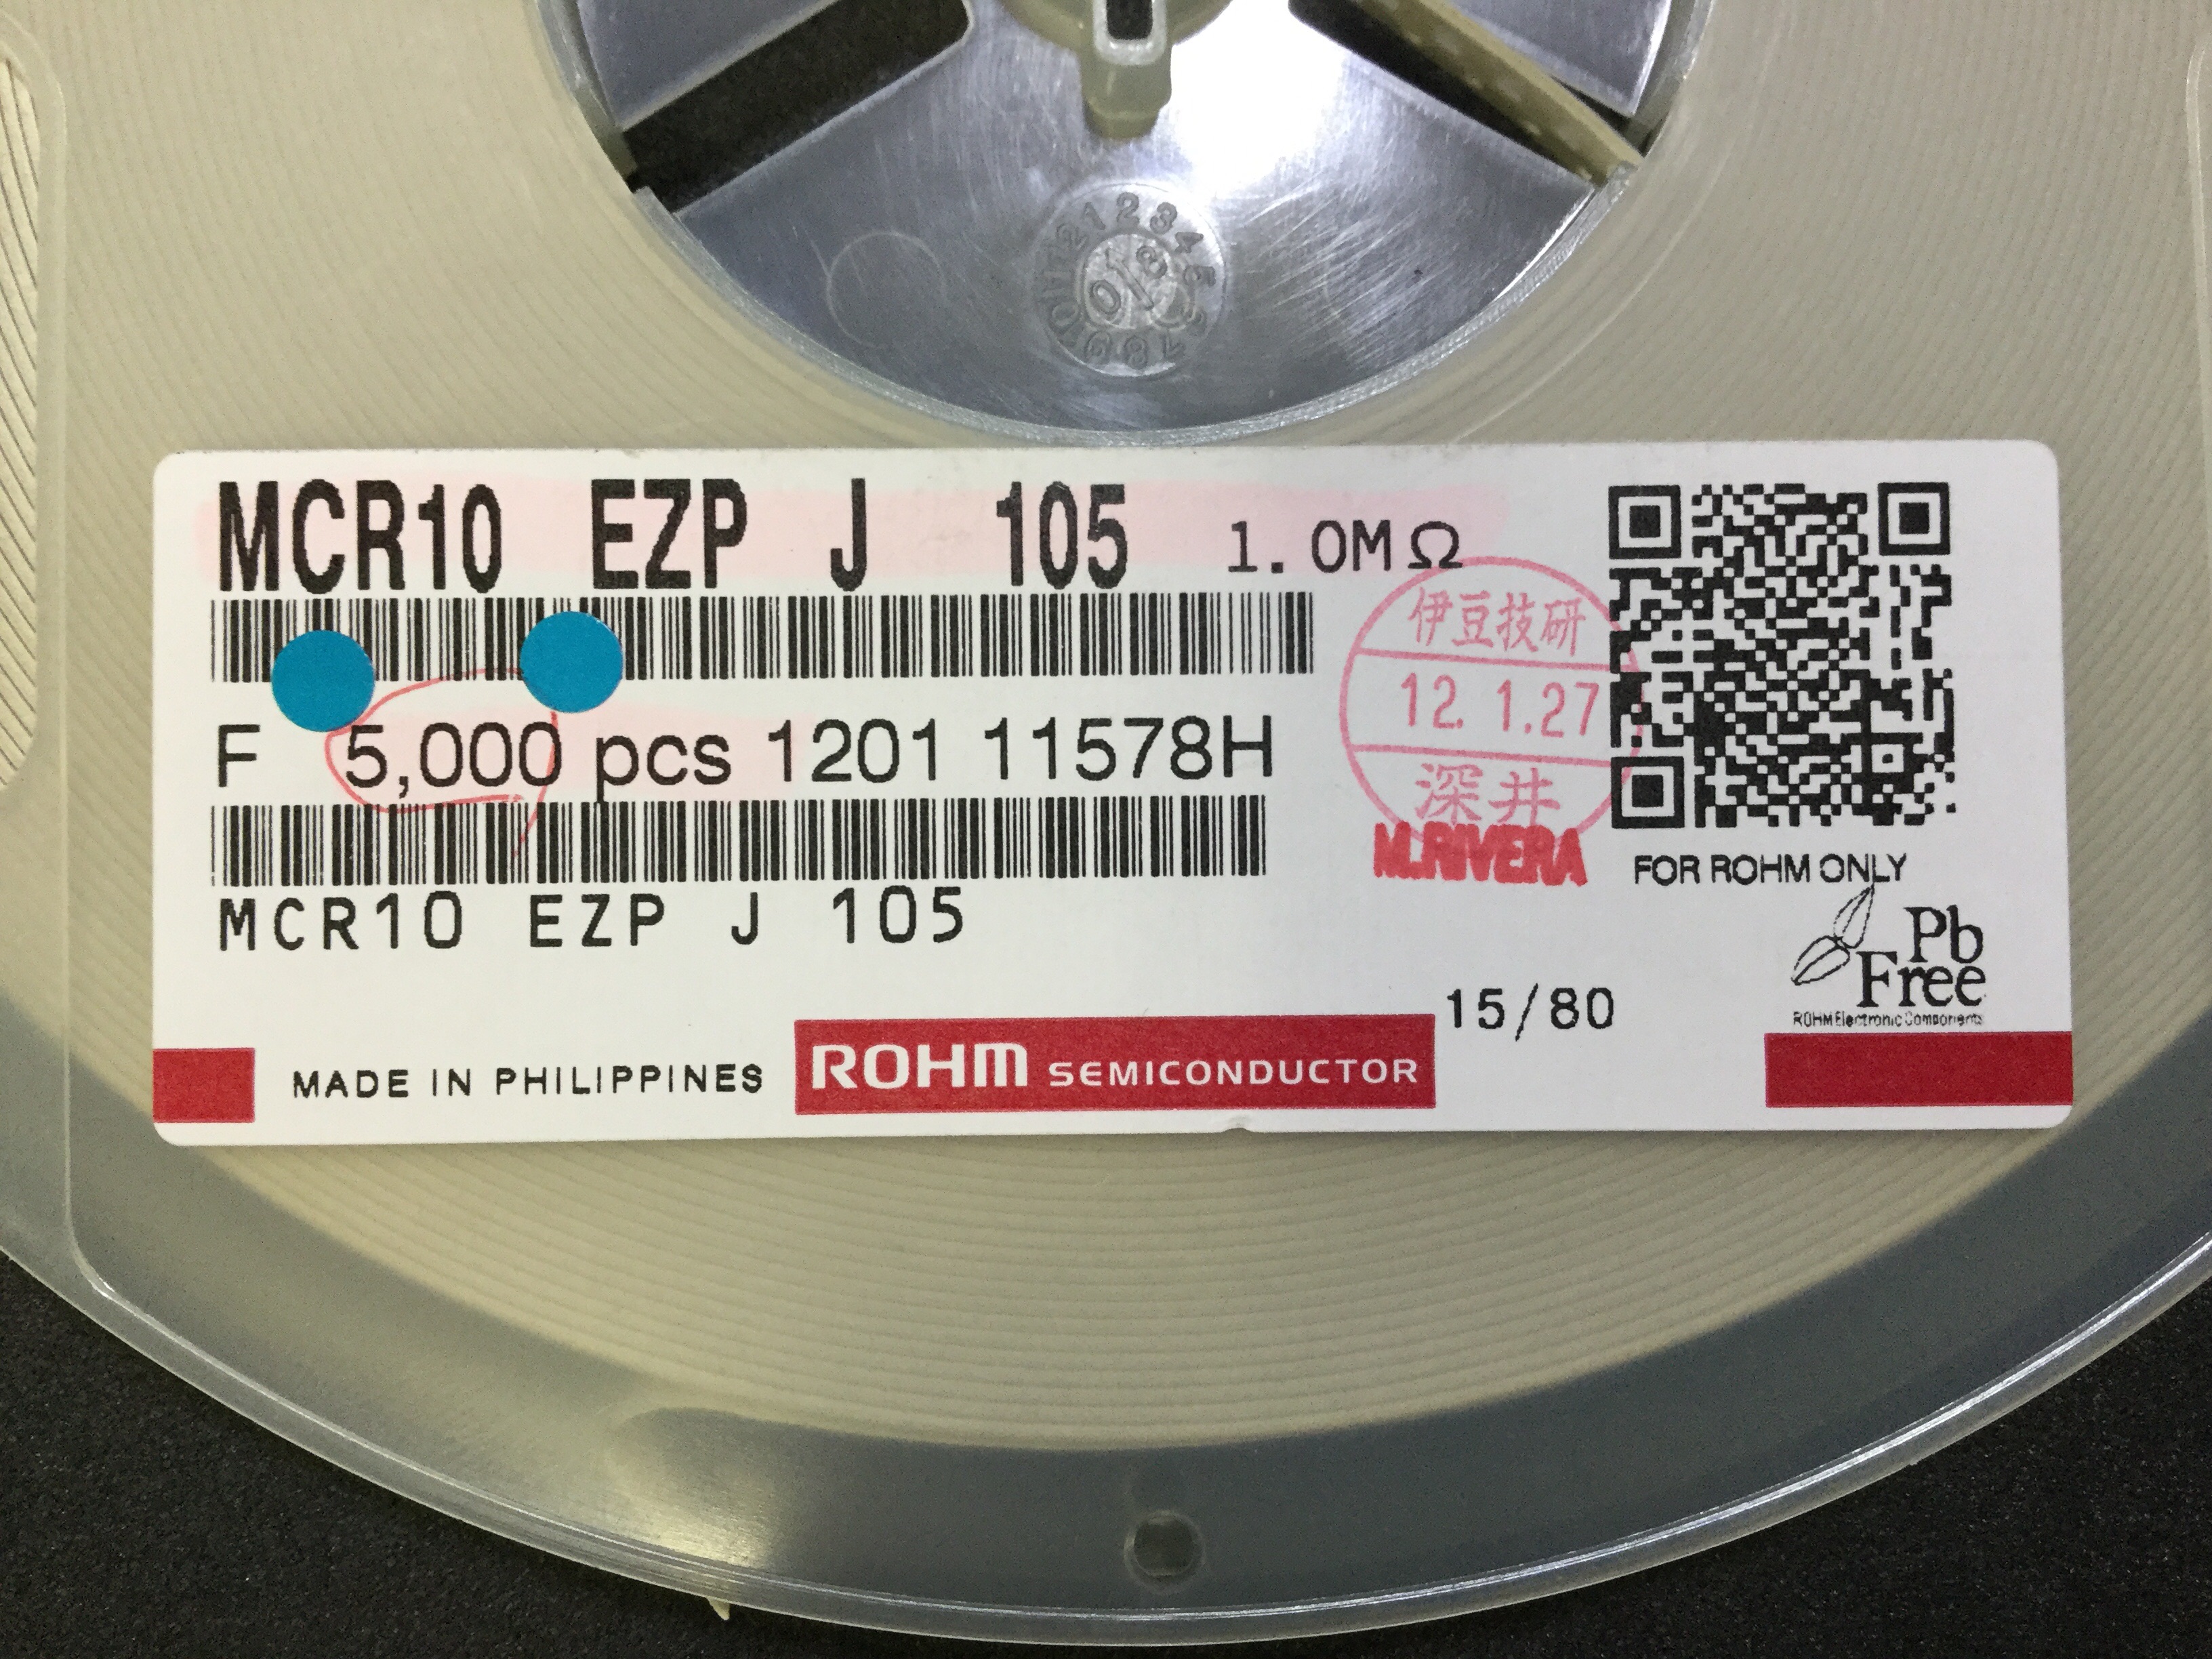 MCR10 EZP J 105 1.0MΩ
伊豆技研
12.1.27
深井
F 5,000 pcs 1201 11578H
M.RIVERA
FOR ROHM ONLY
MCR10 EZP J 105
Pb
Free
ROHM Electronic Components
15/80
MADE IN PHILIPPINES
ROHM SEMICONDUCTOR